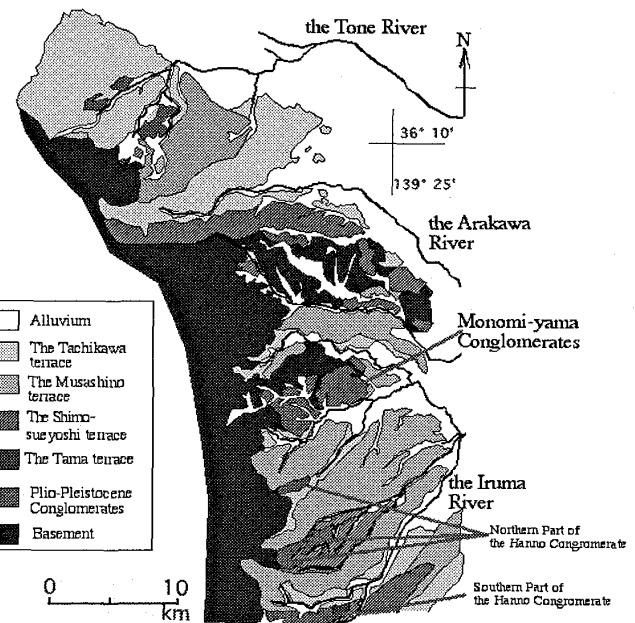 the Tone River
N
36° 10'
139° 25'
the Arakawa
River
Monomi-yama
Conglomerates
Alluvium
The Tachikawa
terrace
The Musashino
terrace
The Shimo-
sueyoshi terrace
The Tama terrace
Plio-Pleistocene
Conglomerates
Basement
the Iruma
River
Northern Part of
the Hanno Congromerate
Southern Part of
the Hanno Congromerate
0 10
km